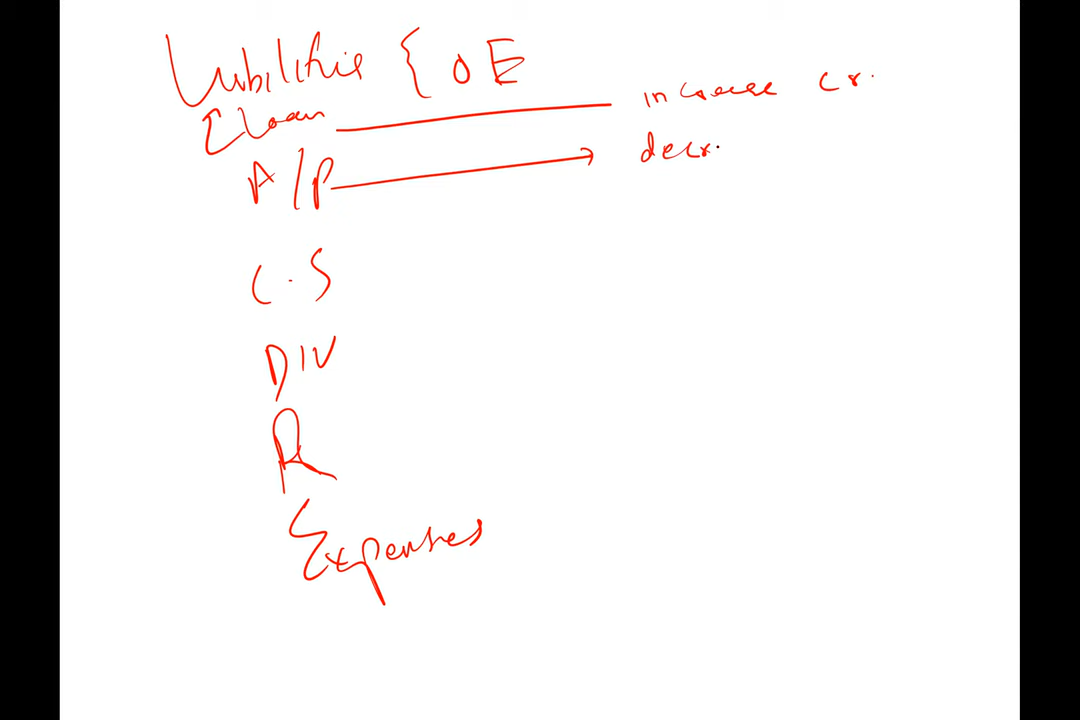 Liabilities { OE
loan increase cr.
A/P decr.
C.S
DIV
R
Expenses